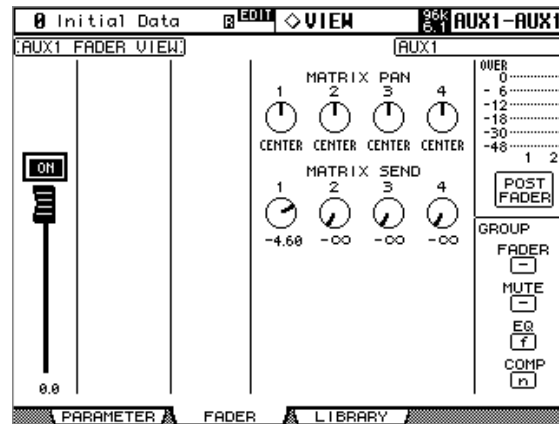 0 Initial Data R EDIT ◇VIEW 96k 6.1 AUX1-AUX1
AUX1 FADER VIEW
AUX1
MATRIX PAN
1 2 3 4
CENTER CENTER CENTER CENTER
MATRIX SEND
1 2 3 4
-4.60 -∞ -∞ -∞
ON
0.0
OVER
0
-6
-12
-18
-30
-48
1 2
POST
FADER
GROUP
FADER
-
MUTE
-
EQ
f
COMP
n
PARAMETER FADER LIBRARY